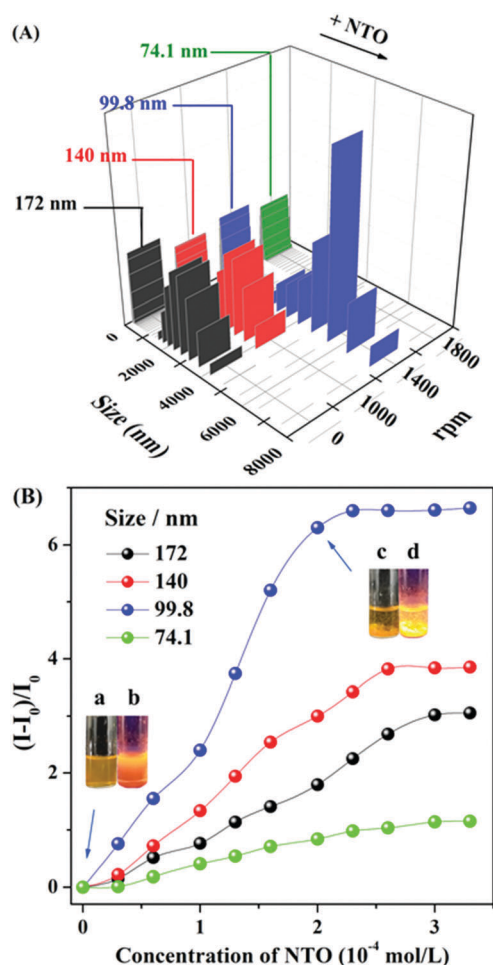 (A)
+ NTO
74.1 nm
99.8 nm
140 nm
172 nm
0
2000
4000
6000
8000
Size (nm)
0
1000
1400
1800
rpm
(B)
6
4
2
0
(I-I₀)/I₀
Size / nm
172
140
99.8
74.1
a b
c d
0 1 2 3
Concentration of NTO (10⁻⁴ mol/L)